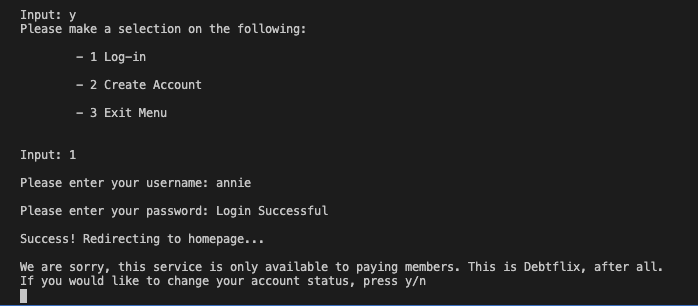 Input: y
Please make a selection on the following:
- 1 Log-in
- 2 Create Account
- 3 Exit Menu
Input: 1
Please enter your username: annie
Please enter your password: Login Successful
Success! Redirecting to homepage...
We are sorry, this service is only available to paying members. This is Debtflix, after all.
If you would like to change your account status, press y/n